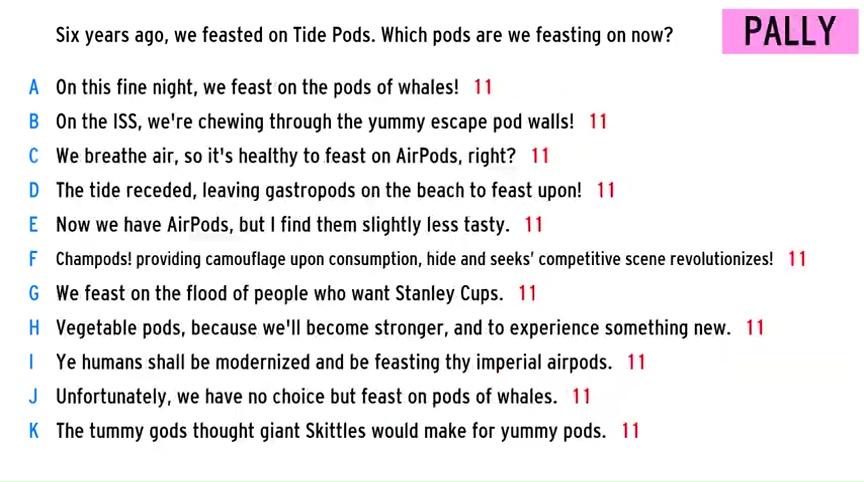 Six years ago, we feasted on Tide Pods. Which pods are we feasting on now?
PALLY
A On this fine night, we feast on the pods of whales! 11
B On the ISS, we're chewing through the yummy escape pod walls! 11
C We breathe air, so it's healthy to feast on AirPods, right? 11
D The tide receded, leaving gastropods on the beach to feast upon! 11
E Now we have AirPods, but I find them slightly less tasty. 11
F Champods! providing camouflage upon consumption, hide and seeks’ competitive scene revolutionizes! 11
G We feast on the flood of people who want Stanley Cups. 11
H Vegetable pods, because we'll become stronger, and to experience something new. 11
I Ye humans shall be modernized and be feasting thy imperial airpods. 11
J Unfortunately, we have no choice but feast on pods of whales. 11
K The tummy gods thought giant Skittles would make for yummy pods. 11